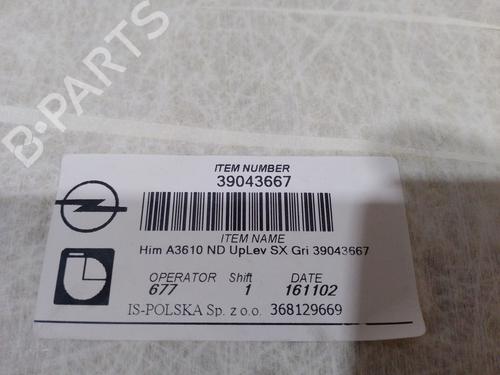 B-PARTS
ITEM NUMBER
39043667
ITEM NAME
Him A3610 ND UpLev SX Gri 39043667
OPERATOR Shift DATE
677 1 161102
IS-POLSKA Sp. z o.o. 368129669